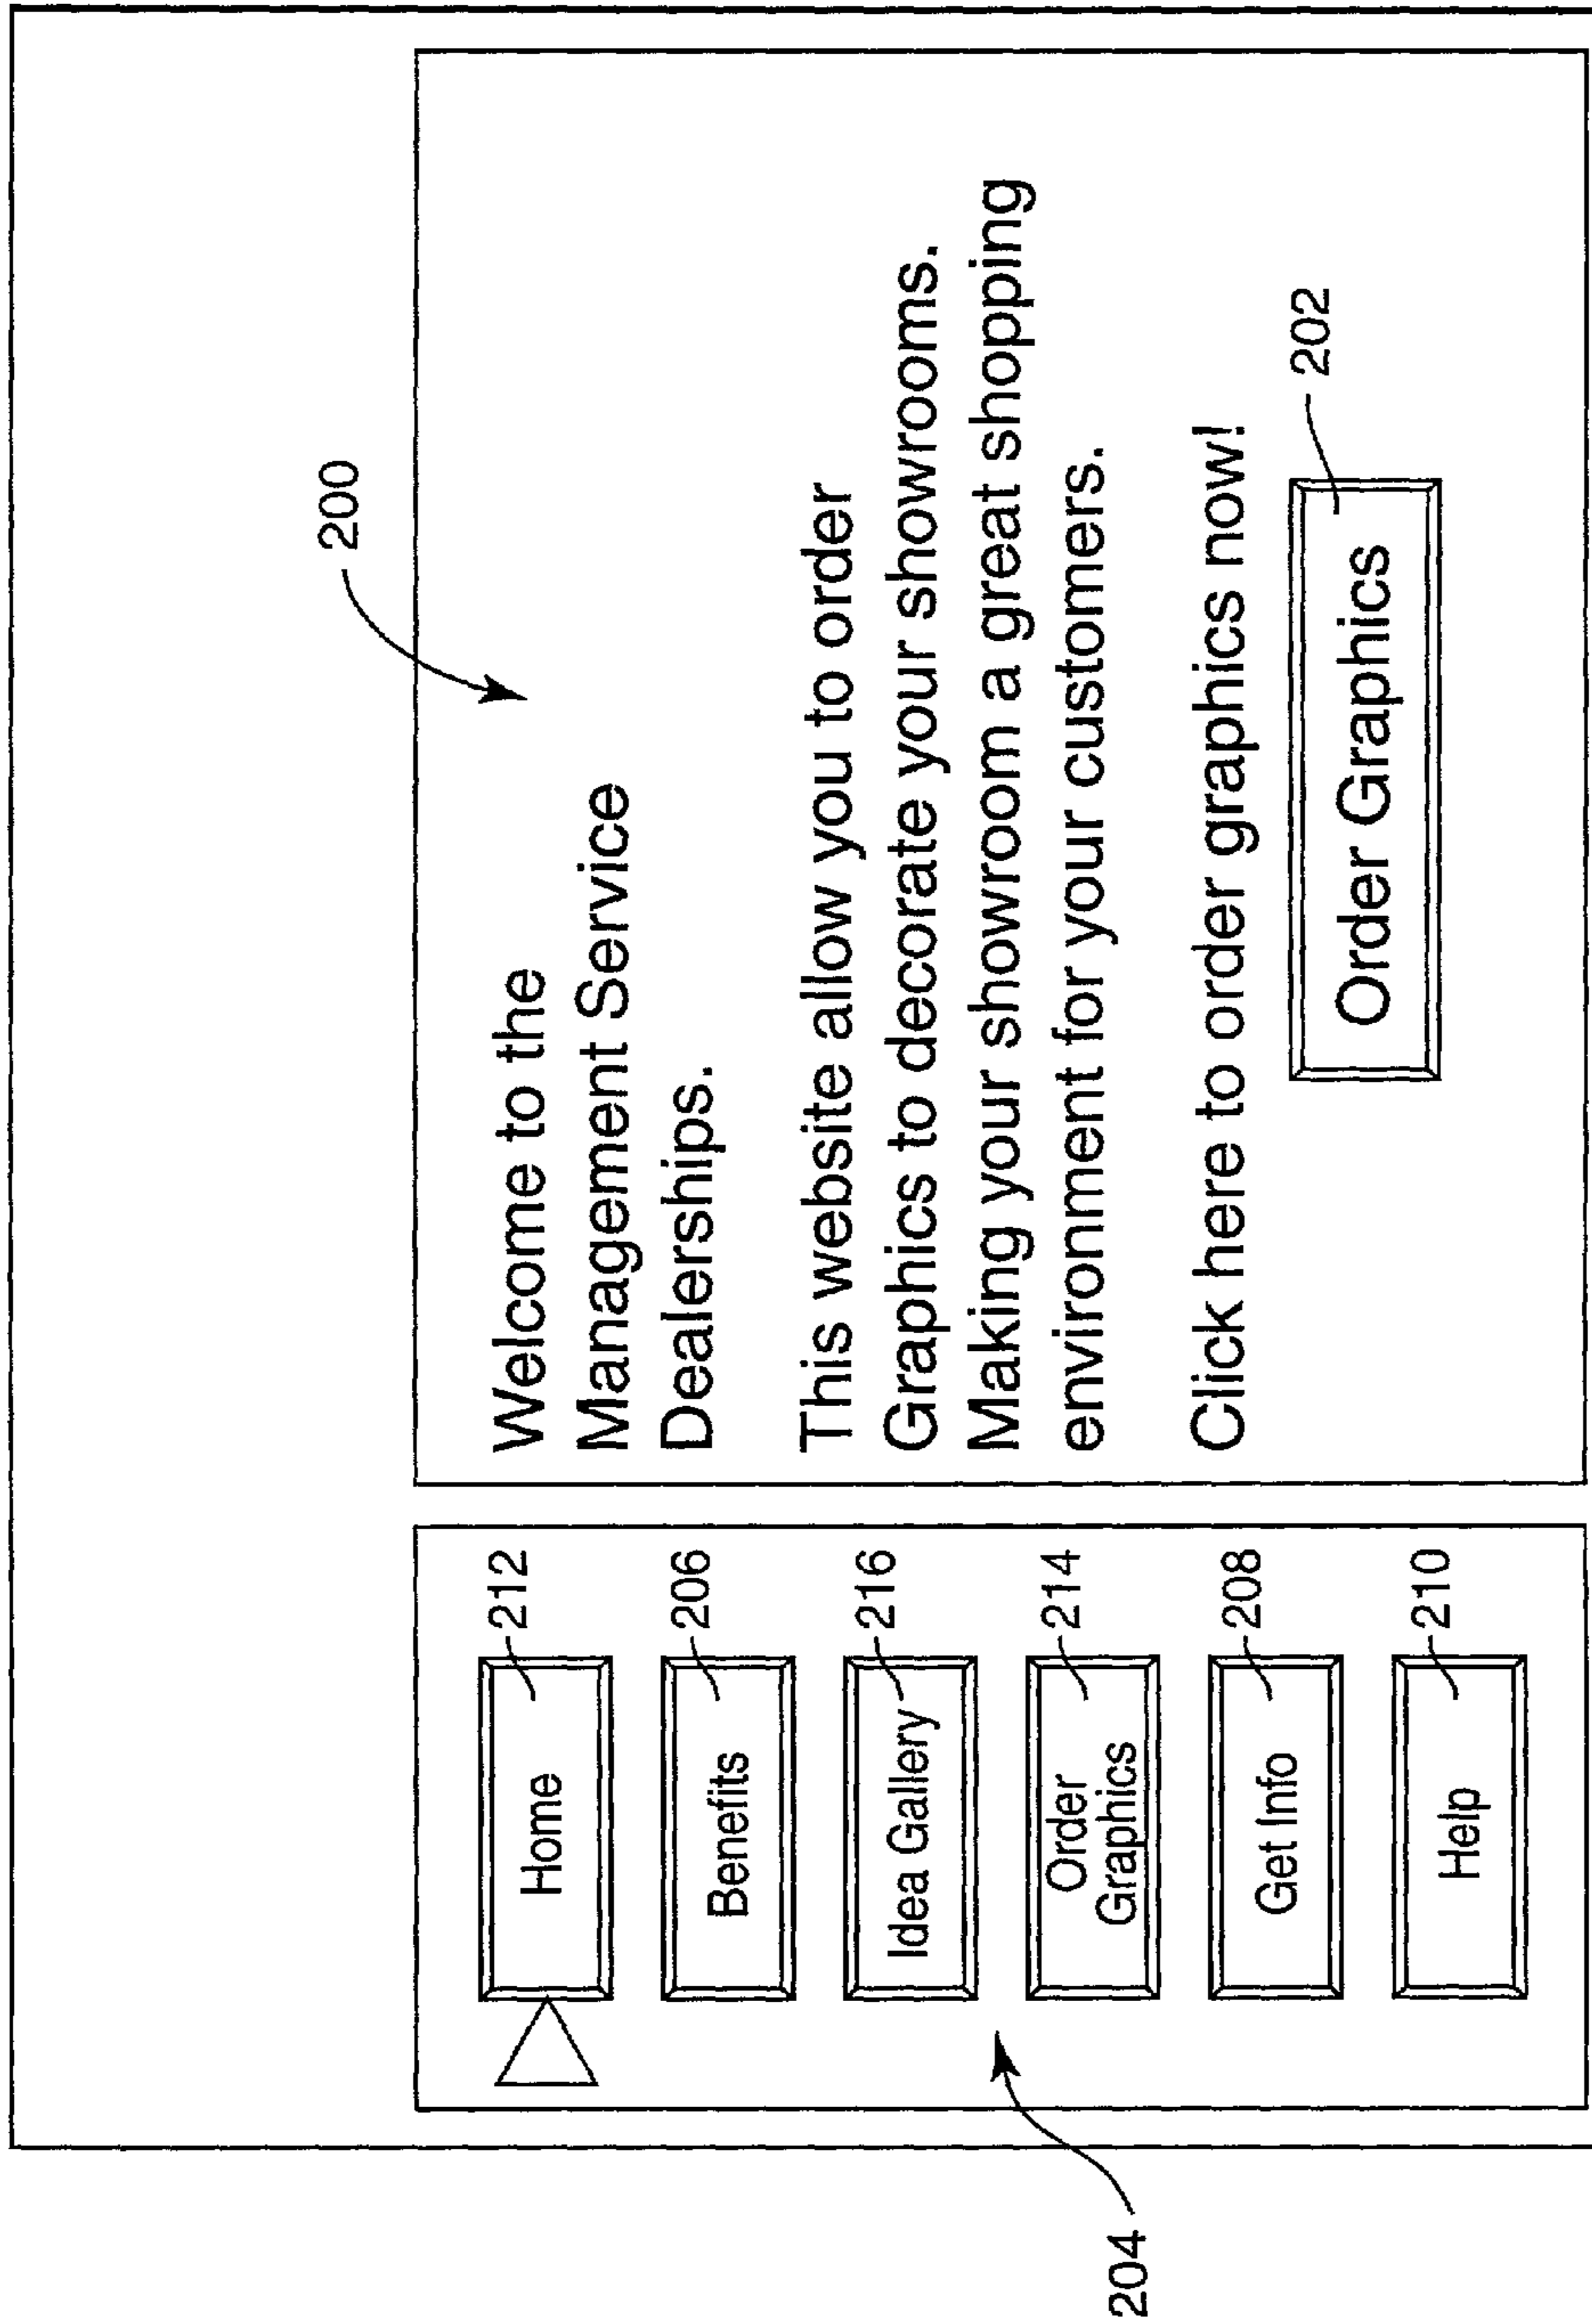 200
Welcome to the
Management Service
Dealerships.
This website allow you to order
Graphics to decorate your showrooms.
Making your showroom a great shopping
environment for your customers.
Click here to order graphics now!
Order Graphics
202
Home
212
Benefits
206
Idea Gallery
216
Order
Graphics
214
Get Info
208
Help
210
204